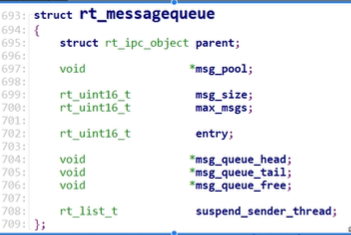 693: struct rt_messagequeue
694: {
695: struct rt_ipc_object parent;
696:
697: void *msg_pool;
698:
699: rt_uint16_t msg_size;
700: rt_uint16_t max_msgs;
701:
702: rt_uint16_t entry;
703:
704: void *msg_queue_head;
705: void *msg_queue_tail;
706: void *msg_queue_free;
707:
708: rt_list_t suspend_sender_thread;
709: };